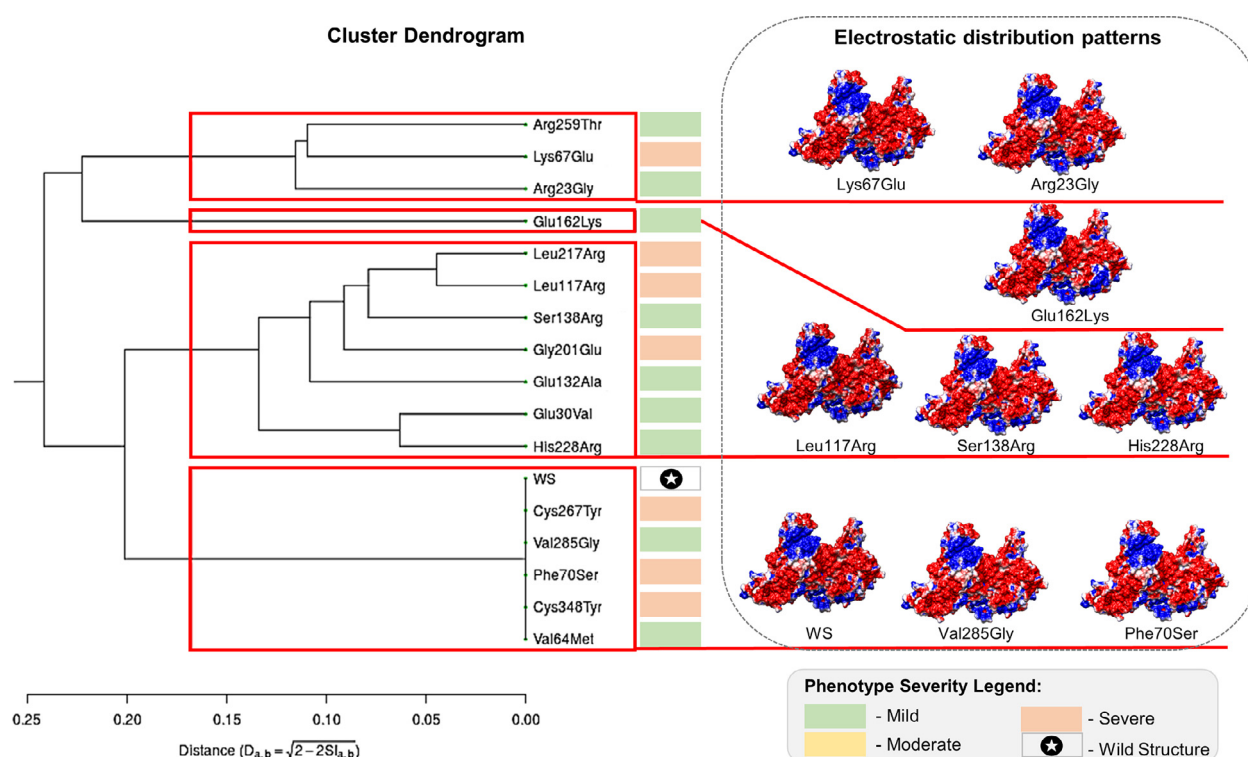 Cluster Dendrogram
Electrostatic distribution patterns
Arg259Thr
Lys67Glu
Arg23Gly
Glu162Lys
Leu217Arg
Leu117Arg
Ser138Arg
Gly201Glu
Glu132Ala
Glu30Val
His228Arg
WS
Cys267Tyr
Val285Gly
Phe70Ser
Cys348Tyr
Val64Met
Lys67Glu Arg23Gly
Glu162Lys
Leu117Arg Ser138Arg His228Arg
WS Val285Gly Phe70Ser
0.25 0.20 0.15 0.10 0.05 0.00
Distance (Da,b = √2−2SIa,b)
Phenotype Severity Legend:
- Mild - Severe
- Moderate - Wild Structure